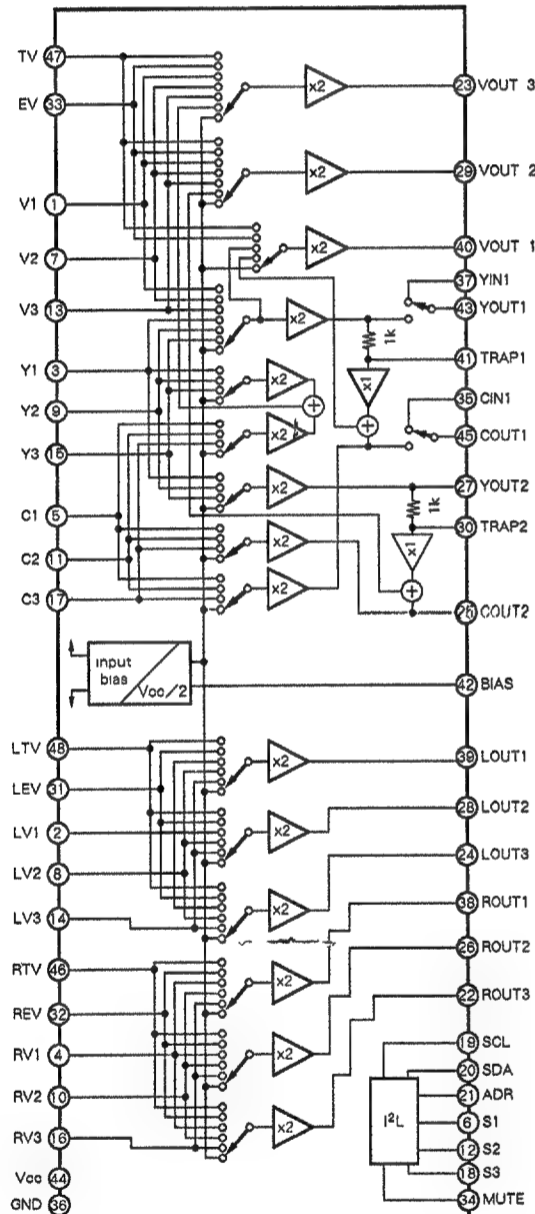 TV 47
EV 33
V1 1
V2 7
V3 13
Y1 3
Y2 9
Y3 15
C1 5
C2 11
C3 17
x2
23 VOUT 3
x2
29 VOUT 2
x2
40 VOUT 1
37 YIN1
x2
43 YOUT1
1k
41 TRAP1
x2
x1
35 CIN1
+
x2
+
45 COUT1
x2
27 YOUT2
1k
30 TRAP2
x2
x1
x2
+
25 COUT2
input
bias
Vcc/2
42 BIAS
LTV 48
LEV 31
LV1 2
LV2 8
LV3 14
RTV 46
REV 32
RV1 4
RV2 10
RV3 16
Vcc 44
GND 36
x2
39 LOUT1
x2
28 LOUT2
24 LOUT3
x2
38 ROUT1
26 ROUT2
x2
22 ROUT3
x2
19 SCL
20 SDA
21 ADR
x2
I²L
6 S1
12 S2
18 S3
34 MUTE